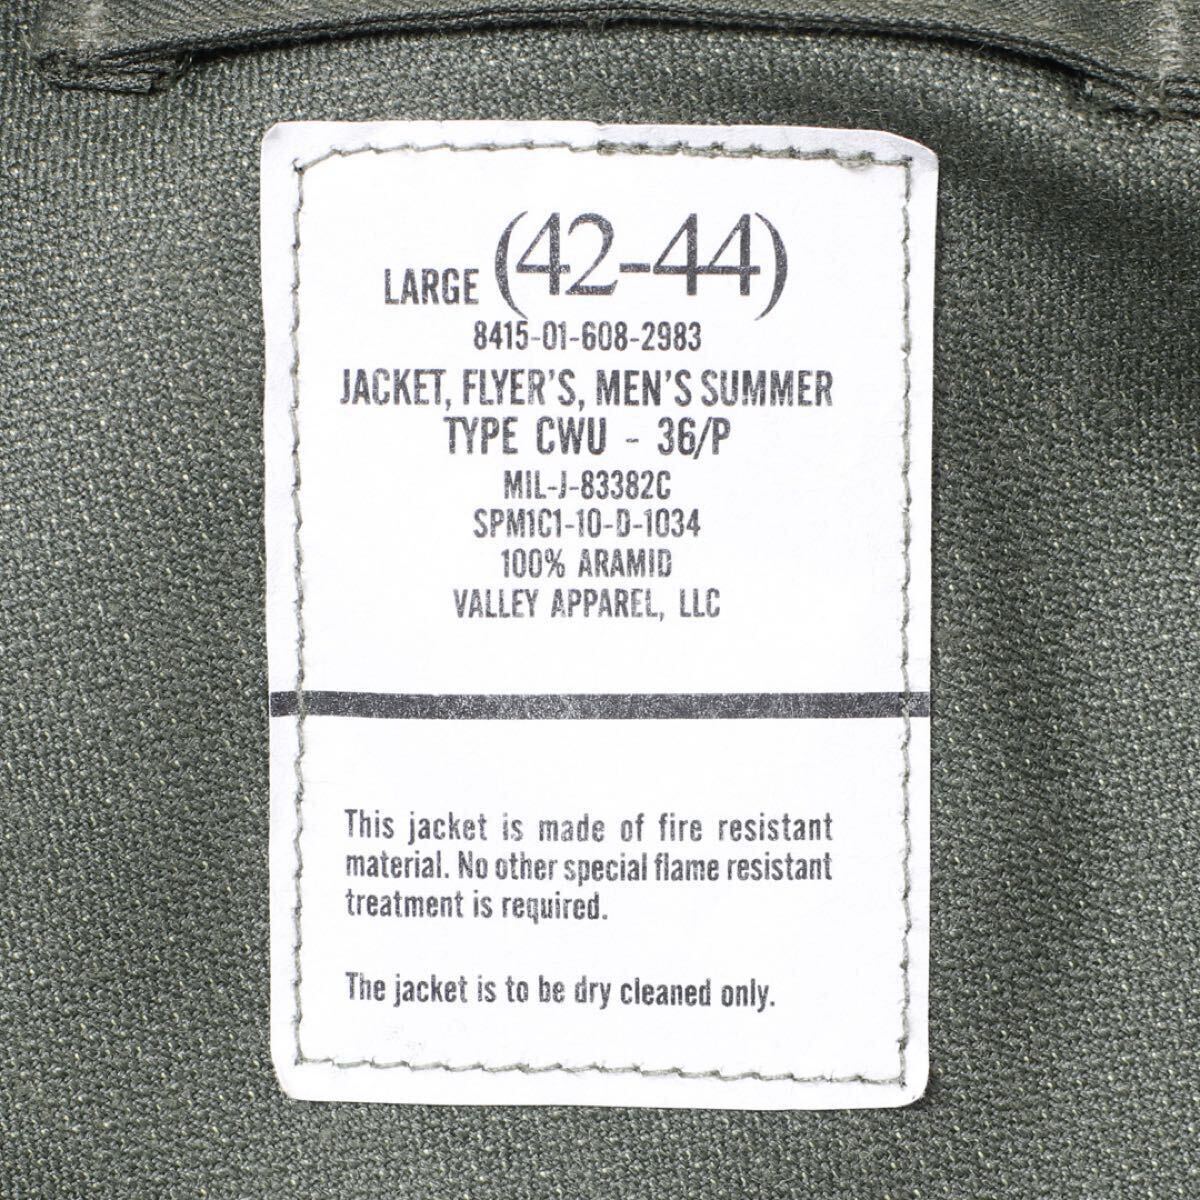 LARGE (42-44)
8415-01-608-2983
JACKET, FLYER'S, MEN'S SUMMER
TYPE CWU - 36/P
MIL-J-83382C
SPM1C1-10-D-1034
100% ARAMID
VALLEY APPAREL, LLC
This jacket is made of fire resistant
material. No other special flame resistant
treatment is required.
The jacket is to be dry cleaned only.